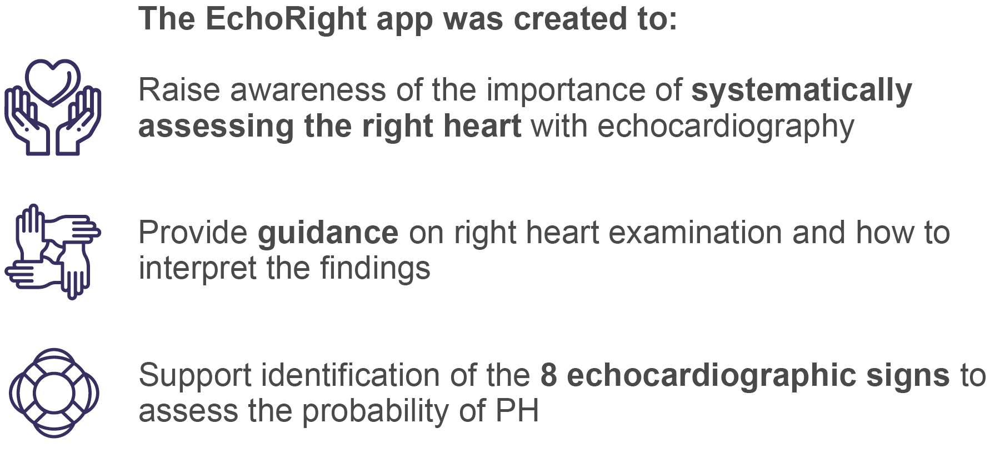 The EchoRight app was created to:
Raise awareness of the importance of systematically
assessing the right heart with echocardiography
Provide guidance on right heart examination and how to
interpret the findings
Support identification of the 8 echocardiographic signs to
assess the probability of PH